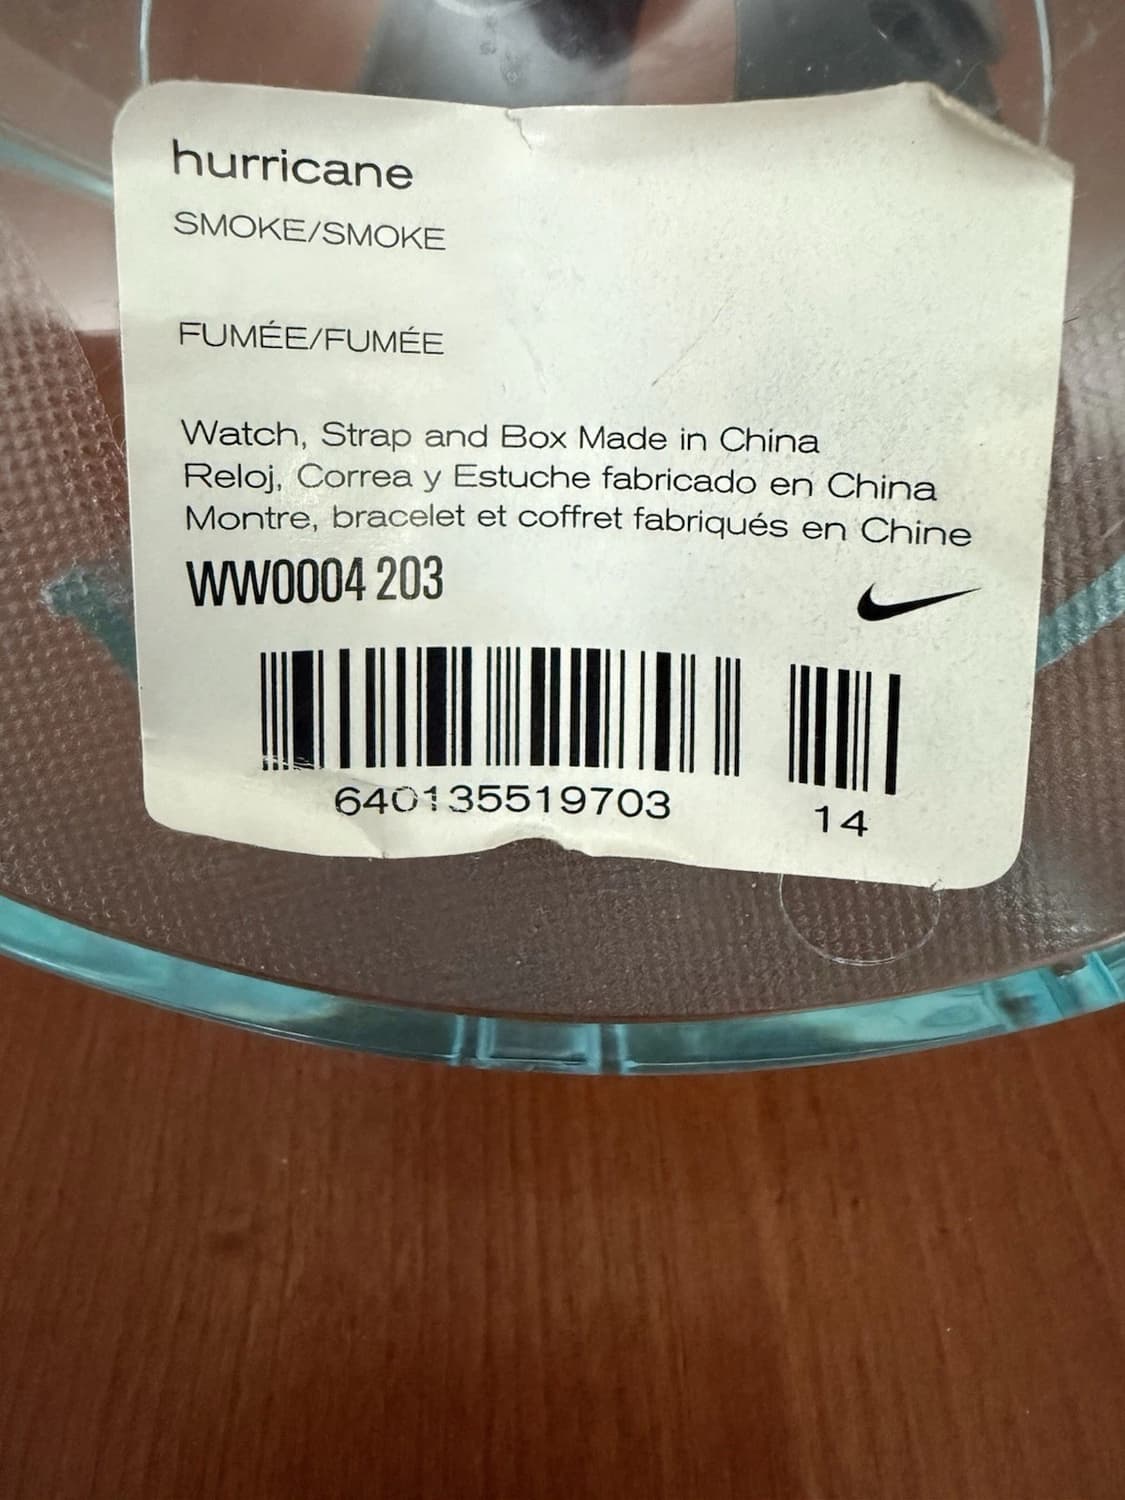 hurricane
SMOKE/SMOKE
FUMÉE/FUMÉE
Watch, Strap and Box Made in China
Reloj, Correa y Estuche fabricado en China
Montre, bracelet et coffret fabriqués en Chine
WW0004 203
640135519703
14